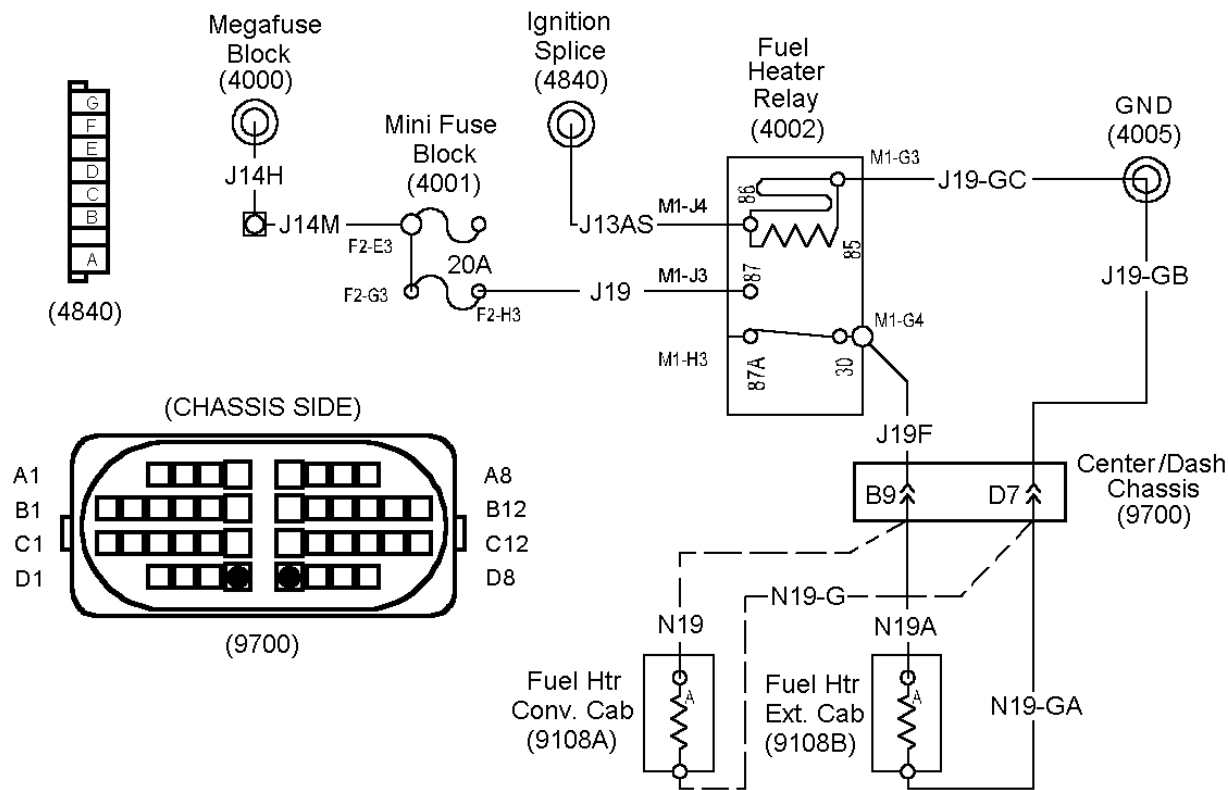 Megafuse
Block
(4000)
Ignition
Splice
(4840)
Fuel
Heater
Relay
(4002)
GND
(4005)
Mini Fuse
Block
(4001)
G
F
E
D
C
B
A
(4840)
J14H
J14M
F2-E3
20A
F2-G3
F2-H3
J13AS
J19
M1-J4
M1-J3
M1-H3
M1-G3
M1-G4
86
85
87
87A
30
J19-GC
J19-GB
J19F
(CHASSIS SIDE)
A1
A8
B1
B12
C1
C12
D1
D8
(9700)
B9
D7
Center/Dash
Chassis
(9700)
N19-G
N19
N19A
N19-GA
Fuel Htr
Conv. Cab
(9108A)
A
Fuel Htr
Ext. Cab
(9108B)
A